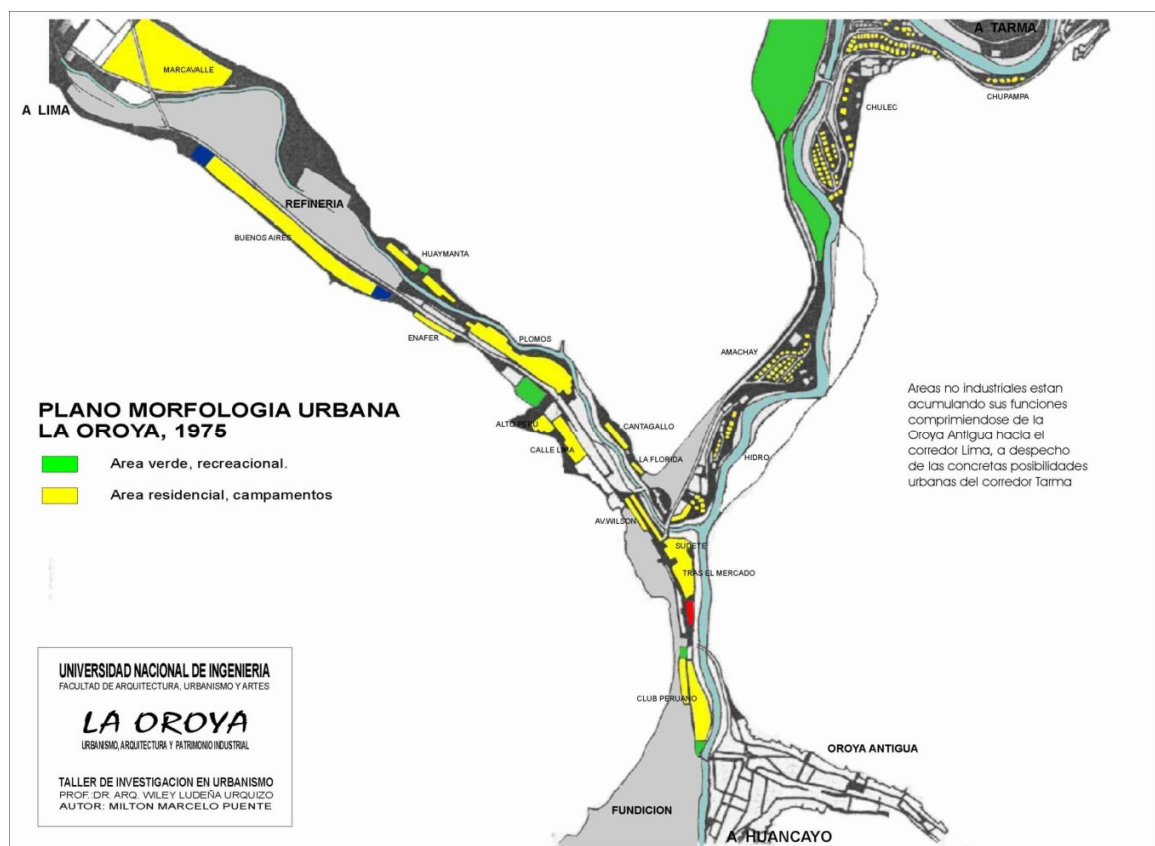 A TARMA
MARCAVALLE
CHUPAMPA
A LIMA
CHULEC
REFINERIA
BUENOS AIRES
HUAYMANTA
ENAFER
PLOMOS
AMACHAY
PLANO MORFOLOGIA URBANA
LA OROYA, 1975
Area verde, recreacional.
Area residencial, campamentos
Areas no industriales estan
acumulando sus funciones
comprimiendose de la
Oroya Antigua hacia el
corredor Lima, a despecho
de las concretas posibilidades
urbanas del corredor Tarma
ALTO PERU
CANTAGALLO
CALLE LIMA
LA FLORIDA
HIDRO
AV.WILSON
SUDETE
TRAS EL MERCADO
CLUB PERUANO
OROYA ANTIGUA
FUNDICION
A HUANCAYO
UNIVERSIDAD NACIONAL DE INGENIERIA
FACULTAD DE ARQUITECTURA, URBANISMO Y ARTES
LA OROYA
URBANISMO, ARQUITECTURA Y PATRIMONIO INDUSTRIAL
TALLER DE INVESTIGACION EN URBANISMO
PROF.:DR. ARQ. WILEY LUDEÑA URQUIZO
AUTOR: MILTON MARCELO PUENTE